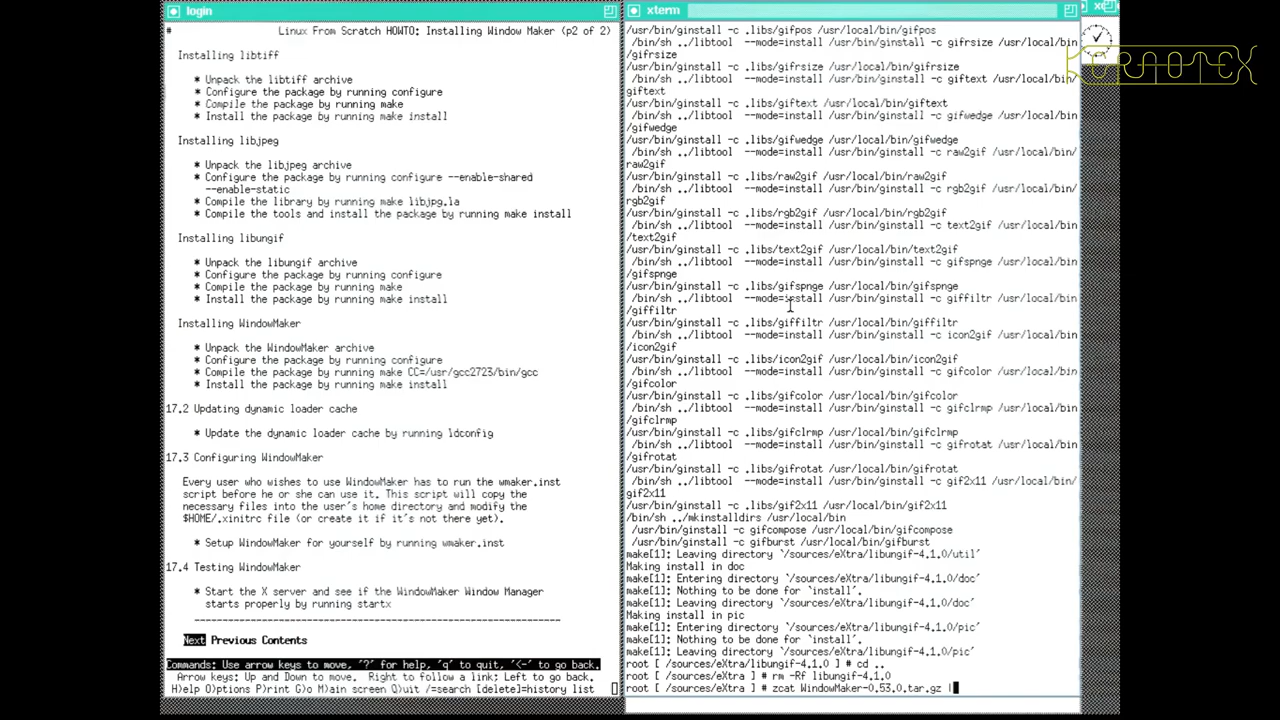 login
# Linux From Scratch HOWTO: Installing Window Maker (p2 of 2)
Installing libtiff
* Unpack the libtiff archive
* Configure the package by running configure
* Compile the package by running make
* Install the package by running make install
Installing libjpeg
* Unpack the libjpeg archive
* Configure the package by running configure --enable-shared
--enable-static
* Compile the library by running make libjpg.la
* Compile the tools and install the package by running make install
Installing libungif
* Unpack the libungif archive
* Configure the package by running configure
* Compile the package by running make
* Install the package by running make install
Installing WindowMaker
* Unpack the WindowMaker archive
* Configure the package by running configure
* Compile the package by running make CC=/usr/gcc2723/bin/gcc
* Install the package by running make install
17.2 Updating dynamic loader cache
* Update the dynamic loader cache by running ldconfig
17.3 Configuring WindowMaker
Every user who wishes to use WindowMaker has to run the wmaker.inst
script before he or she can use it. This script will copy the
necessary files into the user's home directory and modify the
$HOME/.xinitrc file (or create it if it's not there yet).
* Setup WindowMaker for yourself by running wmaker.inst
17.4 Testing WindowMaker
* Start the X server and see if the WindowMaker Window Manager
starts properly by running startx
Next Previous Contents
Commands: Use arrow keys to move, '?' for help, 'q' to quit, '<-' to go back.
Arrow keys: Up and Down to move. Right to follow a link; Left to go back.
H)elp O)ptions P)rint G)o M)ain screen Q)uit /=search [delete]=history list
xterm
/usr/bin/ginstall -c .libs/gifpos /usr/local/bin/gifpos
/bin/sh ../libtool --mode=install /usr/bin/ginstall -c gifrsize /usr/local/bin
/gifrsize
/usr/bin/ginstall -c .libs/gifrsize /usr/local/bin/gifrsize
/bin/sh ../libtool --mode=install /usr/bin/ginstall -c giftext /usr/local/bin/
giftext
/usr/bin/ginstall -c .libs/giftext /usr/local/bin/giftext
/bin/sh ../libtool --mode=install /usr/bin/ginstall -c gifwedge /usr/local/bin
/gifwedge
/usr/bin/ginstall -c .libs/gifwedge /usr/local/bin/gifwedge
/bin/sh ../libtool --mode=install /usr/bin/ginstall -c raw2gif /usr/local/bin/
raw2gif
/usr/bin/ginstall -c .libs/raw2gif /usr/local/bin/raw2gif
/bin/sh ../libtool --mode=install /usr/bin/ginstall -c rgb2gif /usr/local/bin/
rgb2gif
/usr/bin/ginstall -c .libs/rgb2gif /usr/local/bin/rgb2gif
/bin/sh ../libtool --mode=install /usr/bin/ginstall -c text2gif /usr/local/bin
/text2gif
/usr/bin/ginstall -c .libs/text2gif /usr/local/bin/text2gif
/bin/sh ../libtool --mode=install /usr/bin/ginstall -c gifspnge /usr/local/bin
/gifspnge
/usr/bin/ginstall -c .libs/gifspnge /usr/local/bin/gifspnge
/bin/sh ../libtool --mode=install /usr/bin/ginstall -c giffiltr /usr/local/bin
/giffiltr
/usr/bin/ginstall -c .libs/giffiltr /usr/local/bin/giffiltr
/bin/sh ../libtool --mode=install /usr/bin/ginstall -c icon2gif /usr/local/bin
/icon2gif
/usr/bin/ginstall -c .libs/icon2gif /usr/local/bin/icon2gif
/bin/sh ../libtool --mode=install /usr/bin/ginstall -c gifcolor /usr/local/bin
/gifcolor
/usr/bin/ginstall -c .libs/gifcolor /usr/local/bin/gifcolor
/bin/sh ../libtool --mode=install /usr/bin/ginstall -c gifclrmp /usr/local/bin
/gifclrmp
/usr/bin/ginstall -c .libs/gifclrmp /usr/local/bin/gifclrmp
/bin/sh ../libtool --mode=install /usr/bin/ginstall -c gifrotat /usr/local/bin
/gifrotat
/usr/bin/ginstall -c .libs/gifrotat /usr/local/bin/gifrotat
/bin/sh ../libtool --mode=install /usr/bin/ginstall -c gif2x11 /usr/local/bin/
gif2x11
/usr/bin/ginstall -c .libs/gif2x11 /usr/local/bin/gif2x11
/bin/sh ../mkinstalldirs /usr/local/bin
/usr/bin/ginstall -c gifcompose /usr/local/bin/gifcompose
/usr/bin/ginstall -c gifburst /usr/local/bin/gifburst
make[1]: Leaving directory `/sources/eXtra/libungif-4.1.0/util'
Making install in doc
make[1]: Entering directory `/sources/eXtra/libungif-4.1.0/doc'
make[1]: Nothing to be done for `install'.
make[1]: Leaving directory `/sources/eXtra/libungif-4.1.0/doc'
Making install in pic
make[1]: Entering directory `/sources/eXtra/libungif-4.1.0/pic'
make[1]: Nothing to be done for `install'.
make[1]: Leaving directory `/sources/eXtra/libungif-4.1.0/pic'
root [ /sources/eXtra/libungif-4.1.0 ] # cd ..
root [ /sources/eXtra ] # rm -Rf libungif-4.1.0
root [ /sources/eXtra ] # zcat WindowMaker-0.53.0.tar.gz |